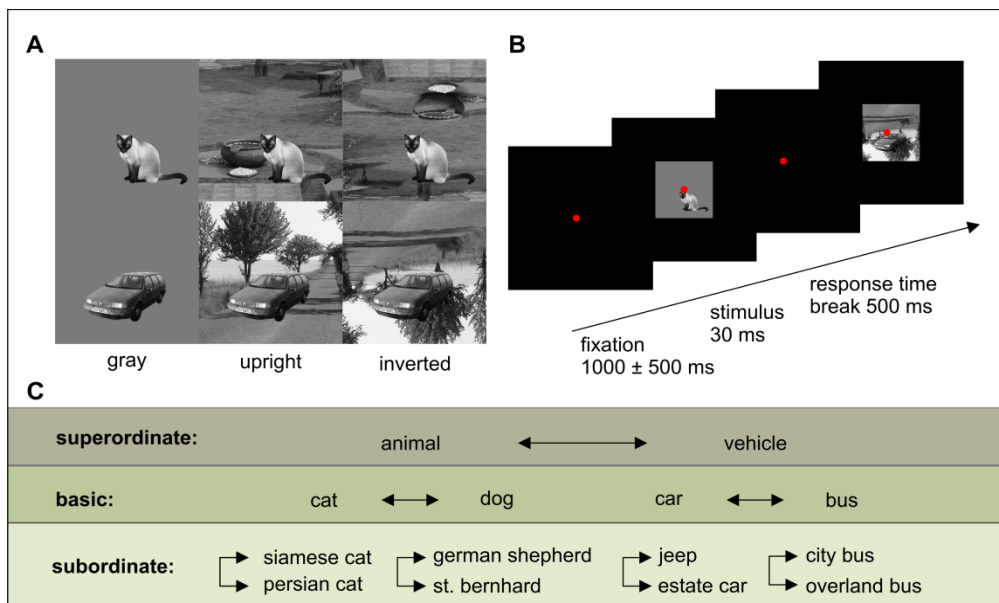 A
B
gray
upright
inverted
fixation
1000 ± 500 ms
stimulus
30 ms
response time
break 500 ms
C
superordinate:
animal
vehicle
basic:
cat
dog
car
bus
subordinate:
siamese cat
persian cat
german shepherd
st. bernhard
jeep
estate car
city bus
overland bus